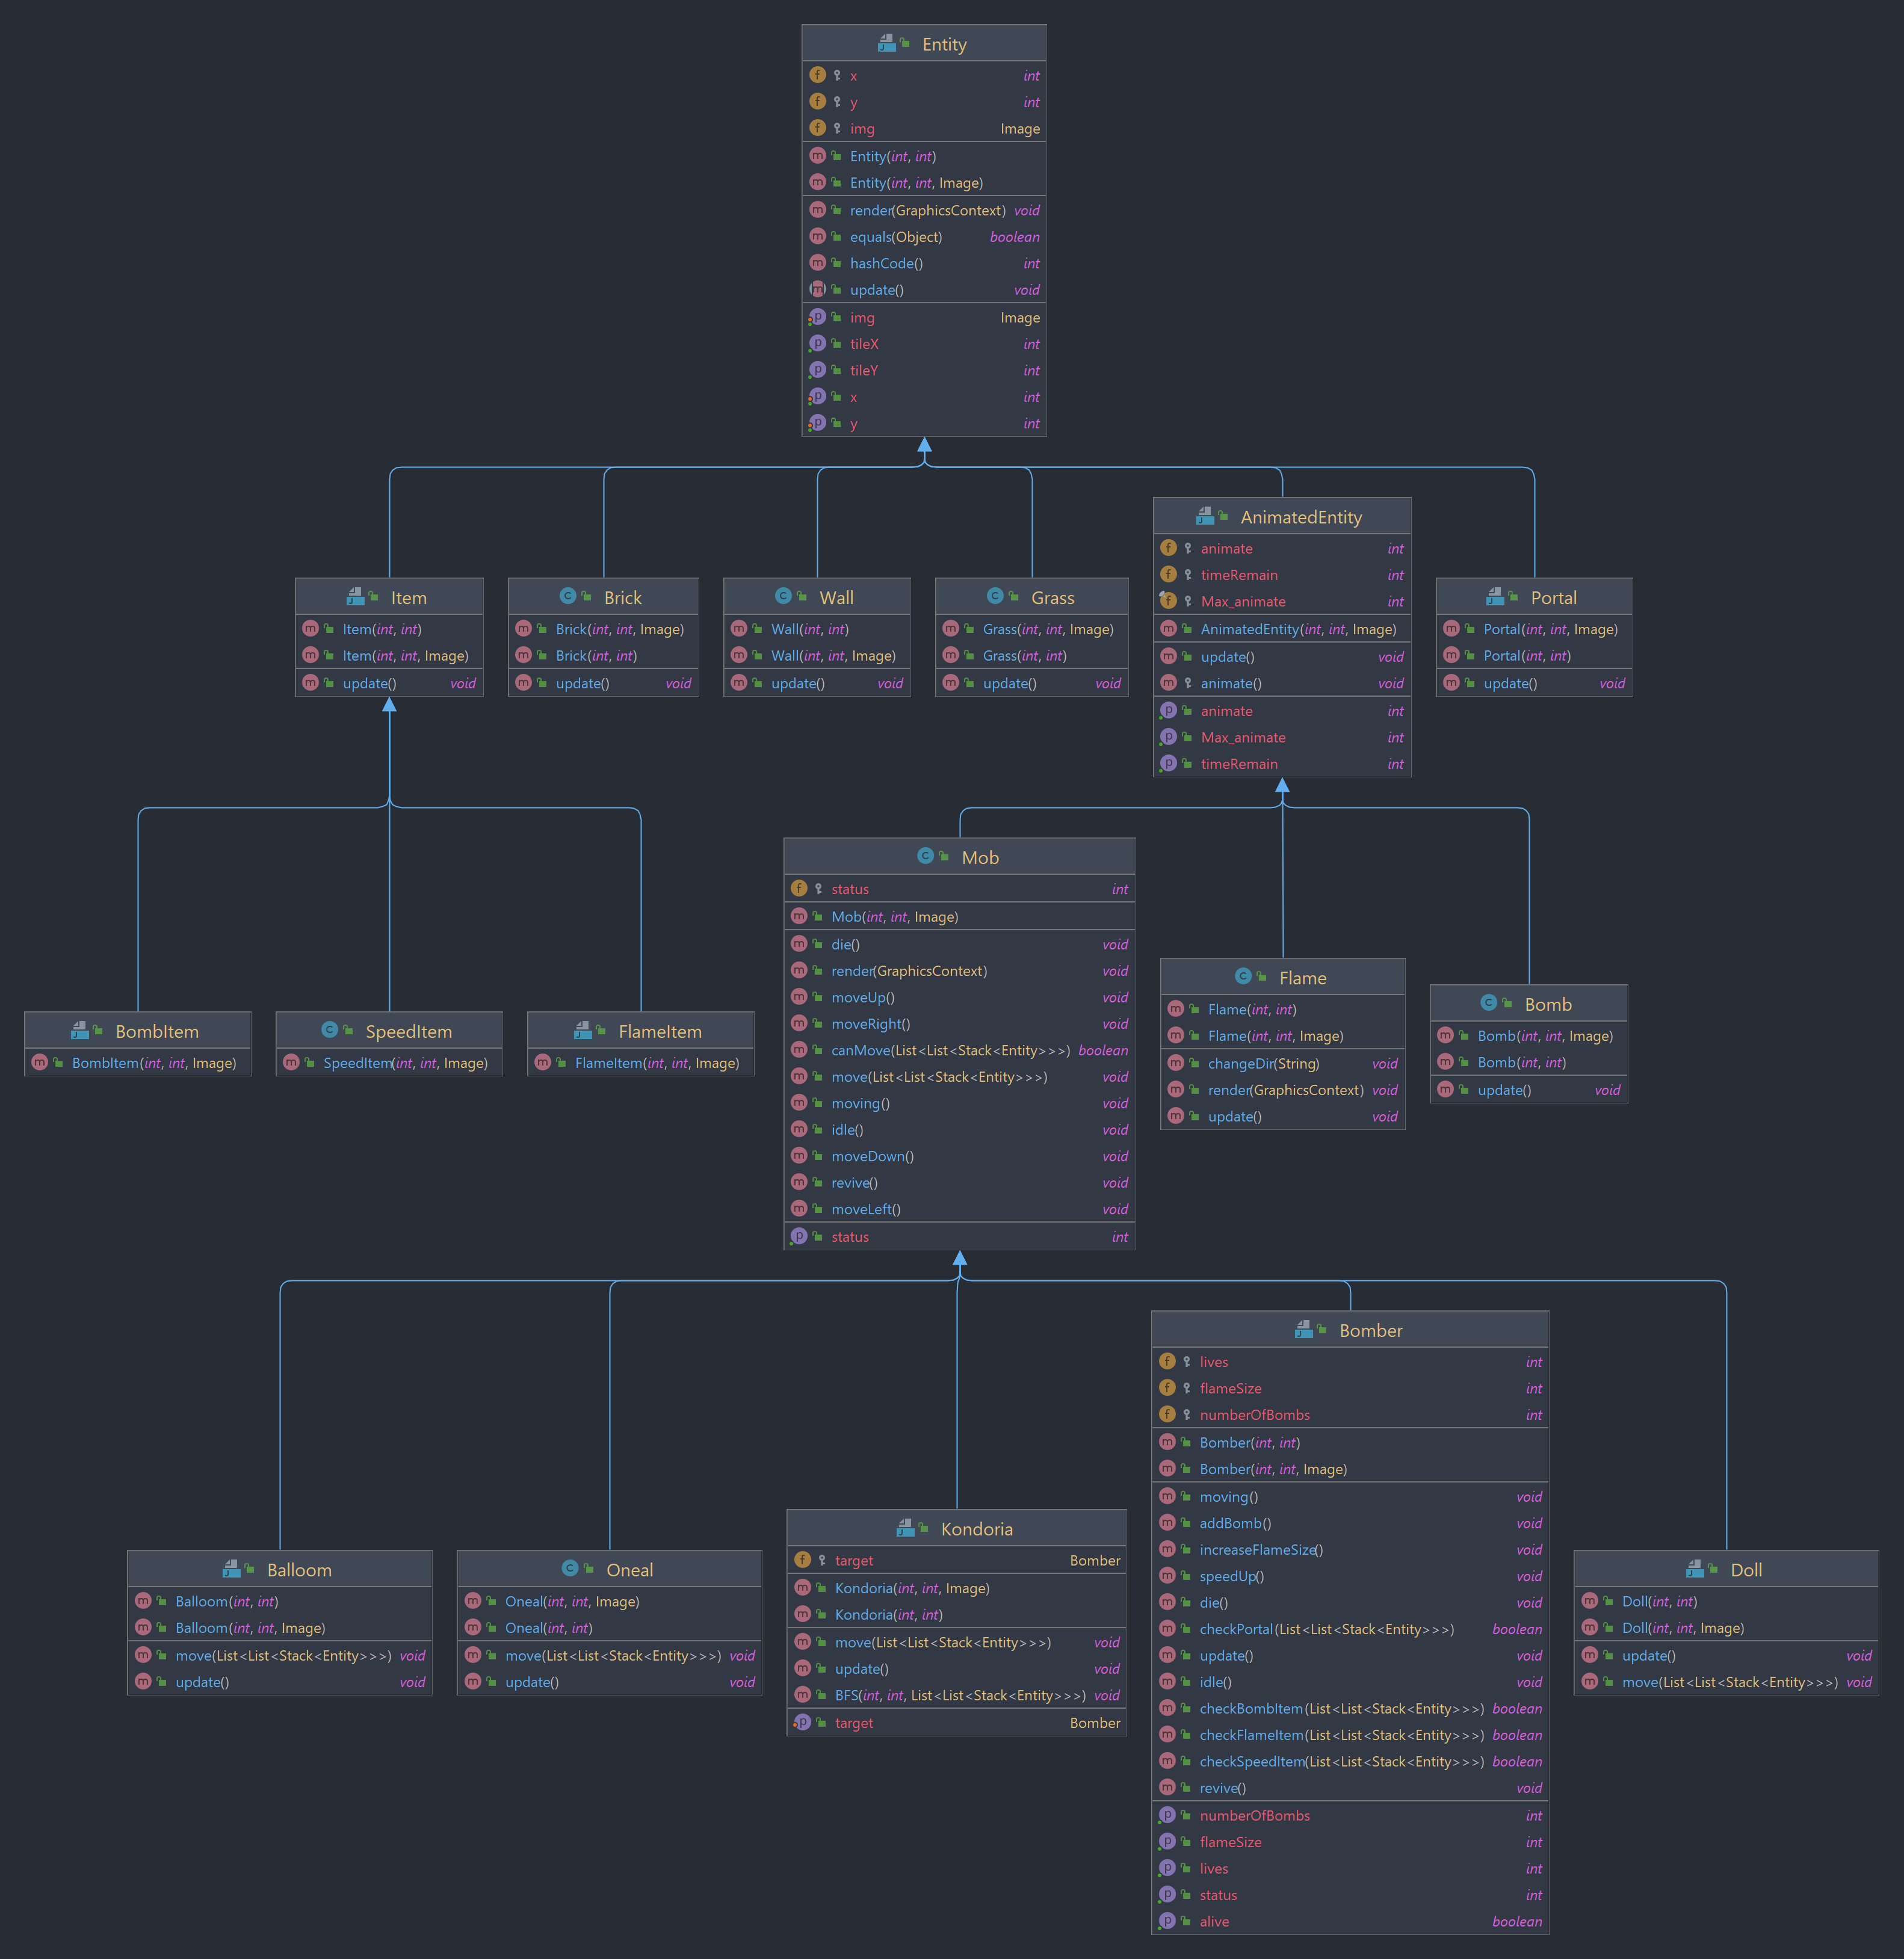 Entity
x int
y int
img Image
Entity(int, int)
Entity(int, int, Image)
render(GraphicsContext) void
equals(Object) boolean
hashCode() int
update() void
img Image
tileX int
tileY int
x int
y int
Item
Item(int, int)
Item(int, int, Image)
update() void
Brick
Brick(int, int, Image)
Brick(int, int)
update() void
Wall
Wall(int, int)
Wall(int, int, Image)
update() void
Grass
Grass(int, int, Image)
Grass(int, int)
update() void
AnimatedEntity
animate int
timeRemain int
Max_animate int
AnimatedEntity(int, int, Image)
update() void
animate() void
animate int
Max_animate int
timeRemain int
Portal
Portal(int, int, Image)
Portal(int, int)
update() void
BombItem
BombItem(int, int, Image)
SpeedItem
SpeedItem(int, int, Image)
FlameItem
FlameItem(int, int, Image)
Mob
status int
Mob(int, int, Image)
die() void
render(GraphicsContext) void
moveUp() void
moveRight() void
canMove(List<List<Stack<Entity>>>) boolean
move(List<List<Stack<Entity>>>) void
moving() void
idle() void
moveDown() void
revive() void
moveLeft() void
status int
Flame
Flame(int, int)
Flame(int, int, Image)
changeDir(String) void
render(GraphicsContext) void
update() void
Bomb
Bomb(int, int, Image)
Bomb(int, int)
update() void
Balloom
Balloom(int, int)
Balloom(int, int, Image)
move(List<List<Stack<Entity>>>) void
update() void
Oneal
Oneal(int, int, Image)
Oneal(int, int)
move(List<List<Stack<Entity>>>) void
update() void
Kondoria
target Bomber
Kondoria(int, int, Image)
Kondoria(int, int)
move(List<List<Stack<Entity>>>) void
update() void
BFS(int, int, List<List<Stack<Entity>>>) void
target Bomber
Bomber
lives int
flameSize int
numberOfBombs int
Bomber(int, int)
Bomber(int, int, Image)
moving() void
addBomb() void
increaseFlameSize() void
speedUp() void
die() void
checkPortal(List<List<Stack<Entity>>>) boolean
update() void
idle() void
checkBombItem(List<List<Stack<Entity>>>) boolean
checkFlameItem(List<List<Stack<Entity>>>) boolean
checkSpeedItem(List<List<Stack<Entity>>>) boolean
revive() void
numberOfBombs int
flameSize int
lives int
status int
alive boolean
Doll
Doll(int, int)
Doll(int, int, Image)
update() void
move(List<List<Stack<Entity>>>) void